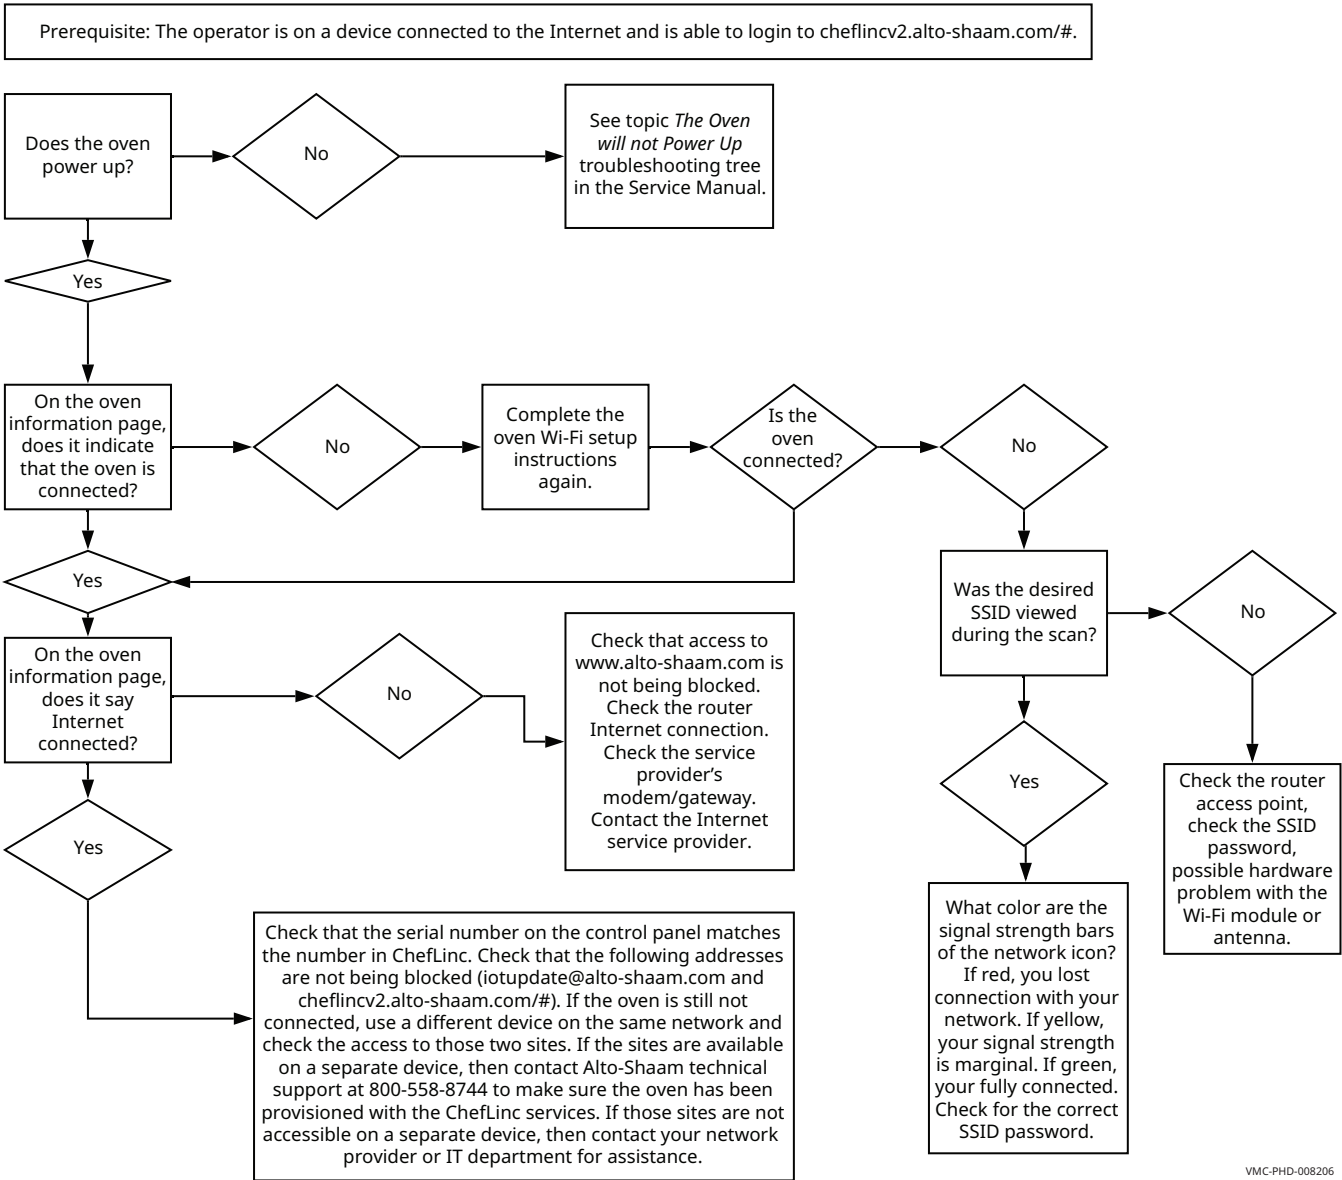 Prerequisite: The operator is on a device connected to the Internet and is able to login to cheflincv2.alto-shaam.com/#.
Does the oven
power up?
No
See topic The Oven
will not Power Up
troubleshooting tree
in the Service Manual.
Yes
On the oven
information page,
does it indicate
that the oven is
connected?
No
Complete the
oven Wi-Fi setup
instructions
again.
Is the
oven
connected?
No
Yes
Was the desired
SSID viewed
during the scan?
No
On the oven
information page,
does it say
Internet
connected?
No
Check that access to
www.alto-shaam.com is
not being blocked.
Check the router
Internet connection.
Check the service
provider’s
modem/gateway.
Contact the Internet
service provider.
Yes
Check the router
access point,
check the SSID
password,
possible hardware
problem with the
Wi-Fi module or
antenna.
Yes
What color are the
signal strength bars
of the network icon?
If red, you lost
connection with your
network. If yellow,
your signal strength
is marginal. If green,
your fully connected.
Check for the correct
SSID password.
Check that the serial number on the control panel matches
the number in ChefLinc. Check that the following addresses
are not being blocked (iotupdate@alto-shaam.com and
cheflincv2.alto-shaam.com/#). If the oven is still not
connected, use a different device on the same network and
check the access to those two sites. If the sites are available
on a separate device, then contact Alto-Shaam technical
support at 800-558-8744 to make sure the oven has been
provisioned with the ChefLinc services. If those sites are not
accessible on a separate device, then contact your network
provider or IT department for assistance.
VMC-PHD-008206